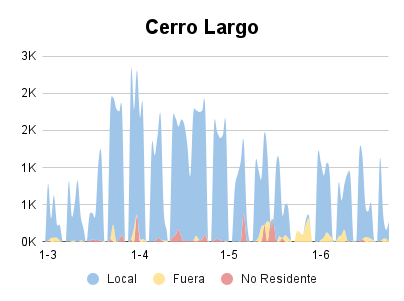 Cerro Largo
3K
2K
2K
1K
1K
0K
1-3 1-4 1-5 1-6
Local Fuera No Residente